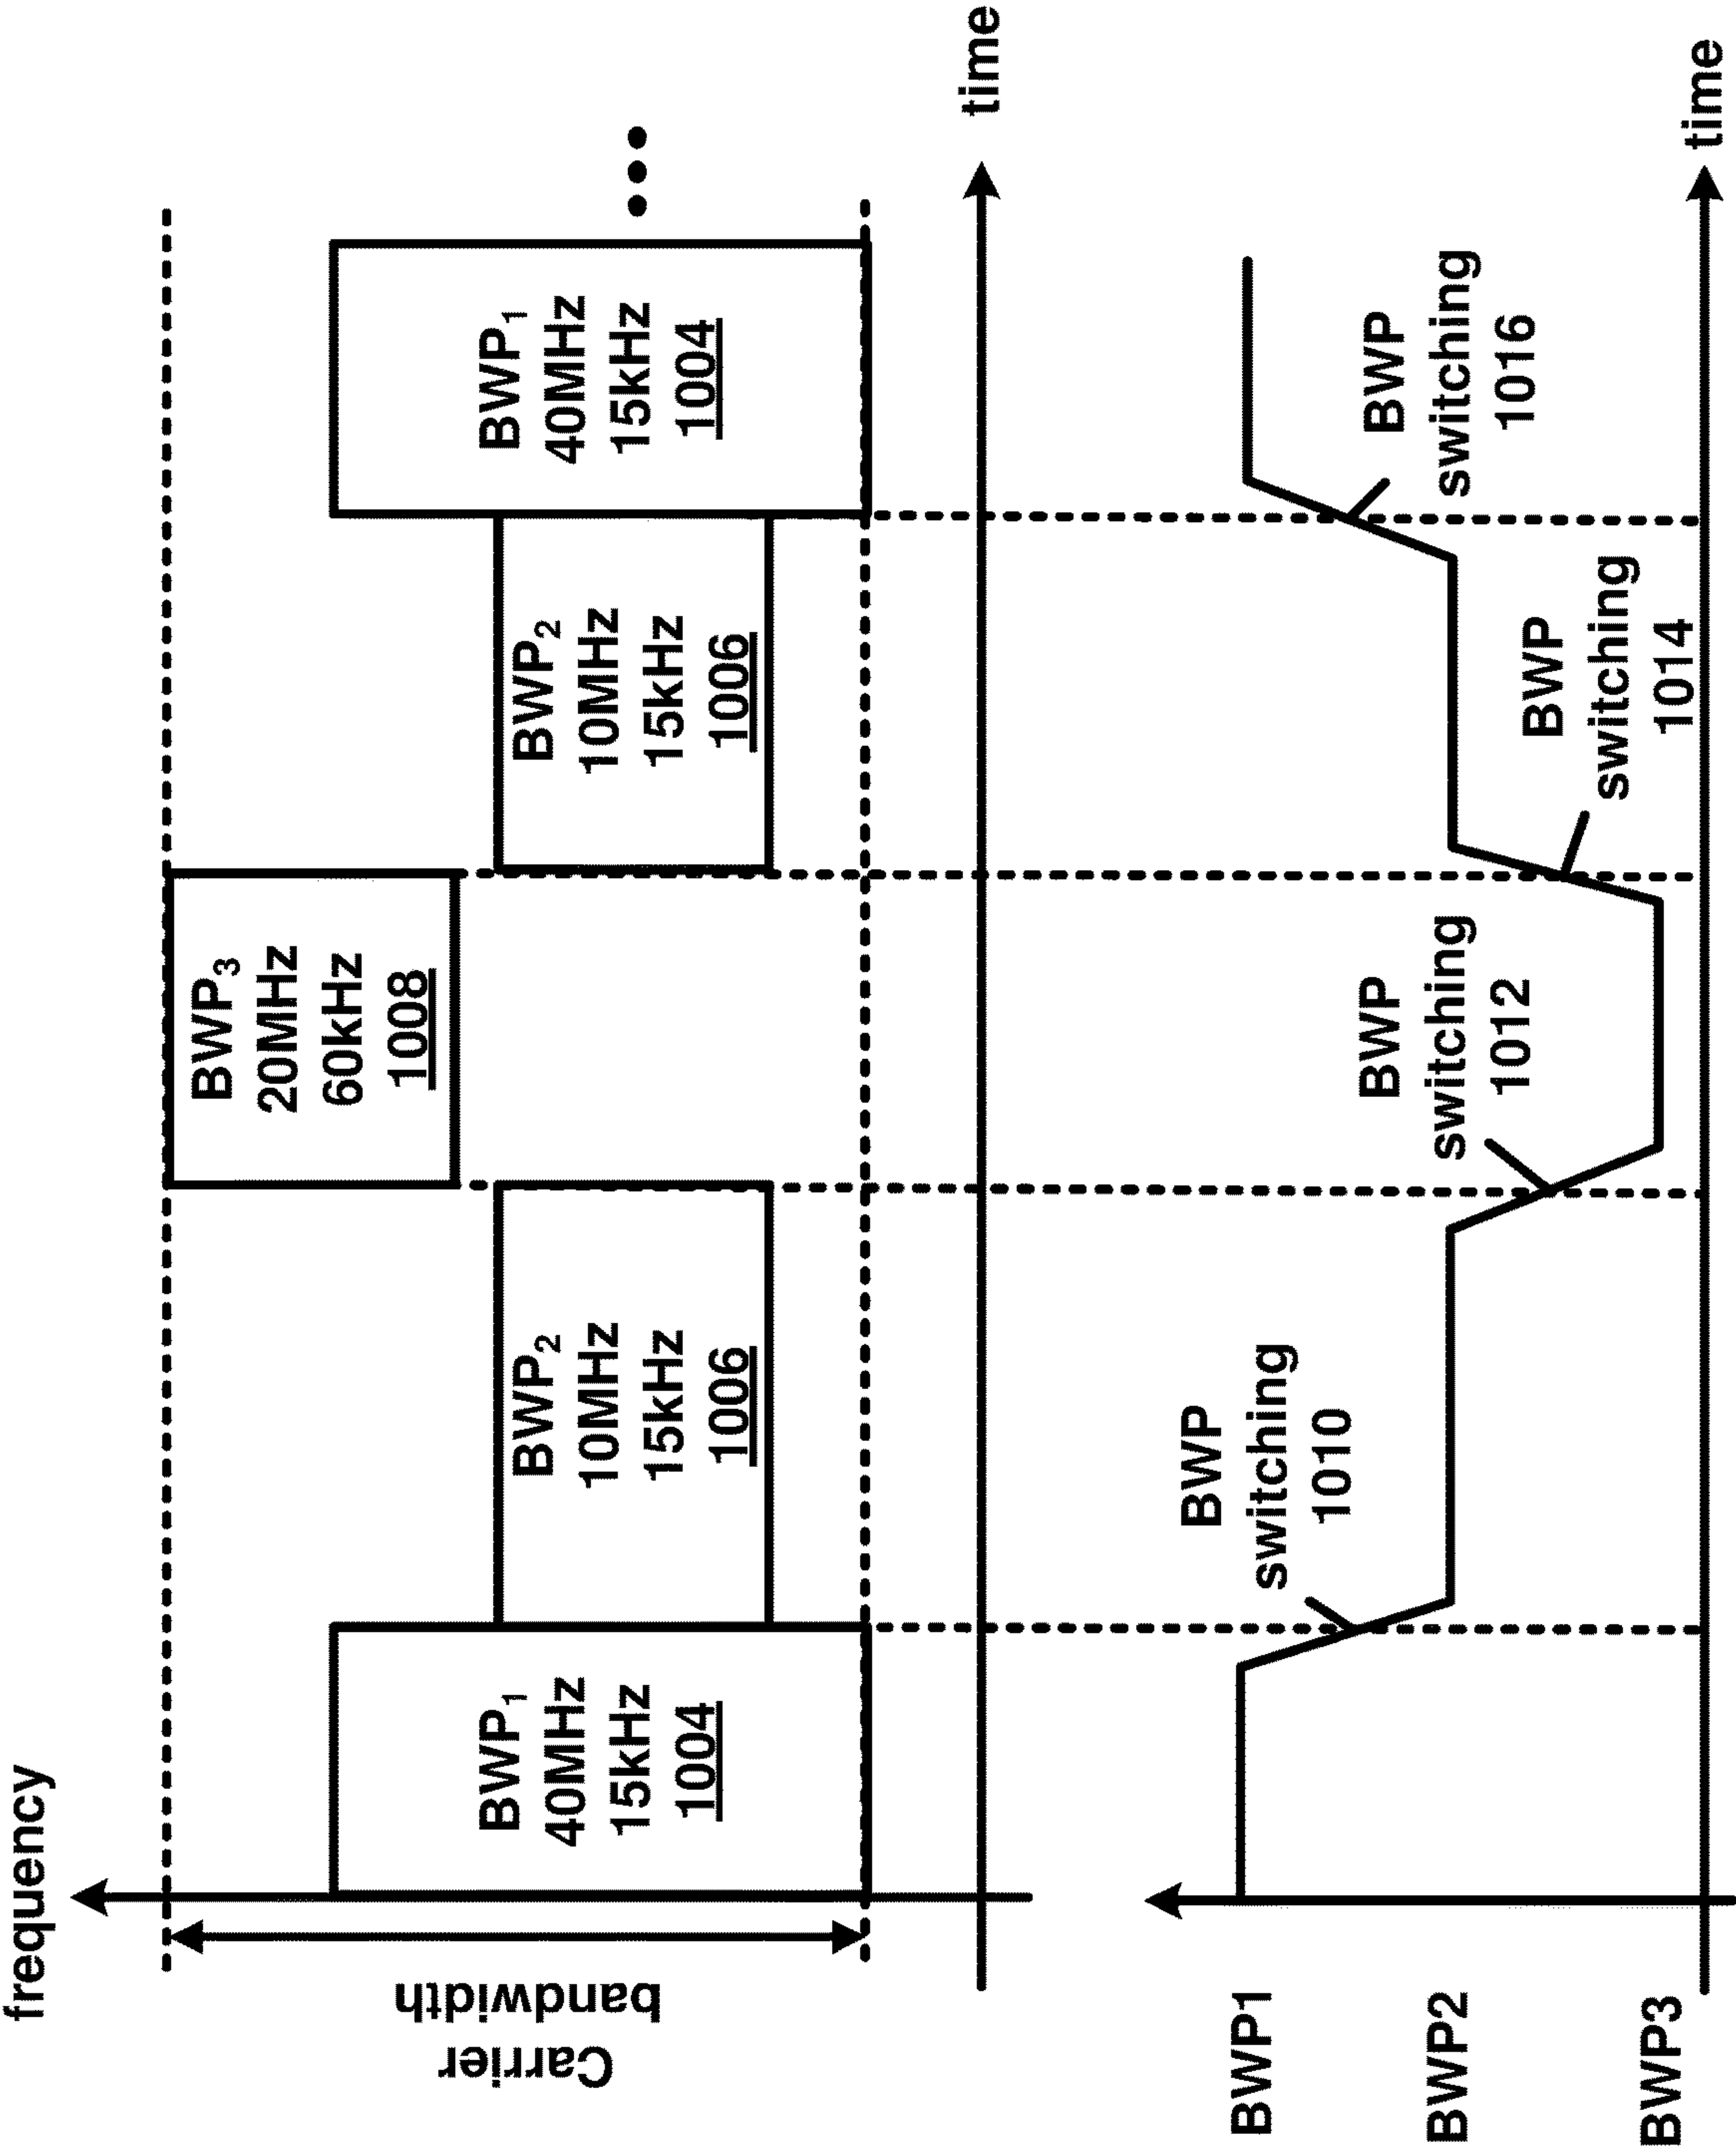 frequency
Carrier
bandwidth
BWP1
40MHz
15kHz
1004
BWP2
10MHz
15kHz
1006
BWP3
20MHz
60kHz
1008
BWP2
10MHz
15kHz
1006
BWP1
40MHz
15kHz
1004
time
BWP1
BWP2
BWP3
BWP
switching
1010
BWP
switching
1012
BWP
switching
1014
BWP
switching
1016
time